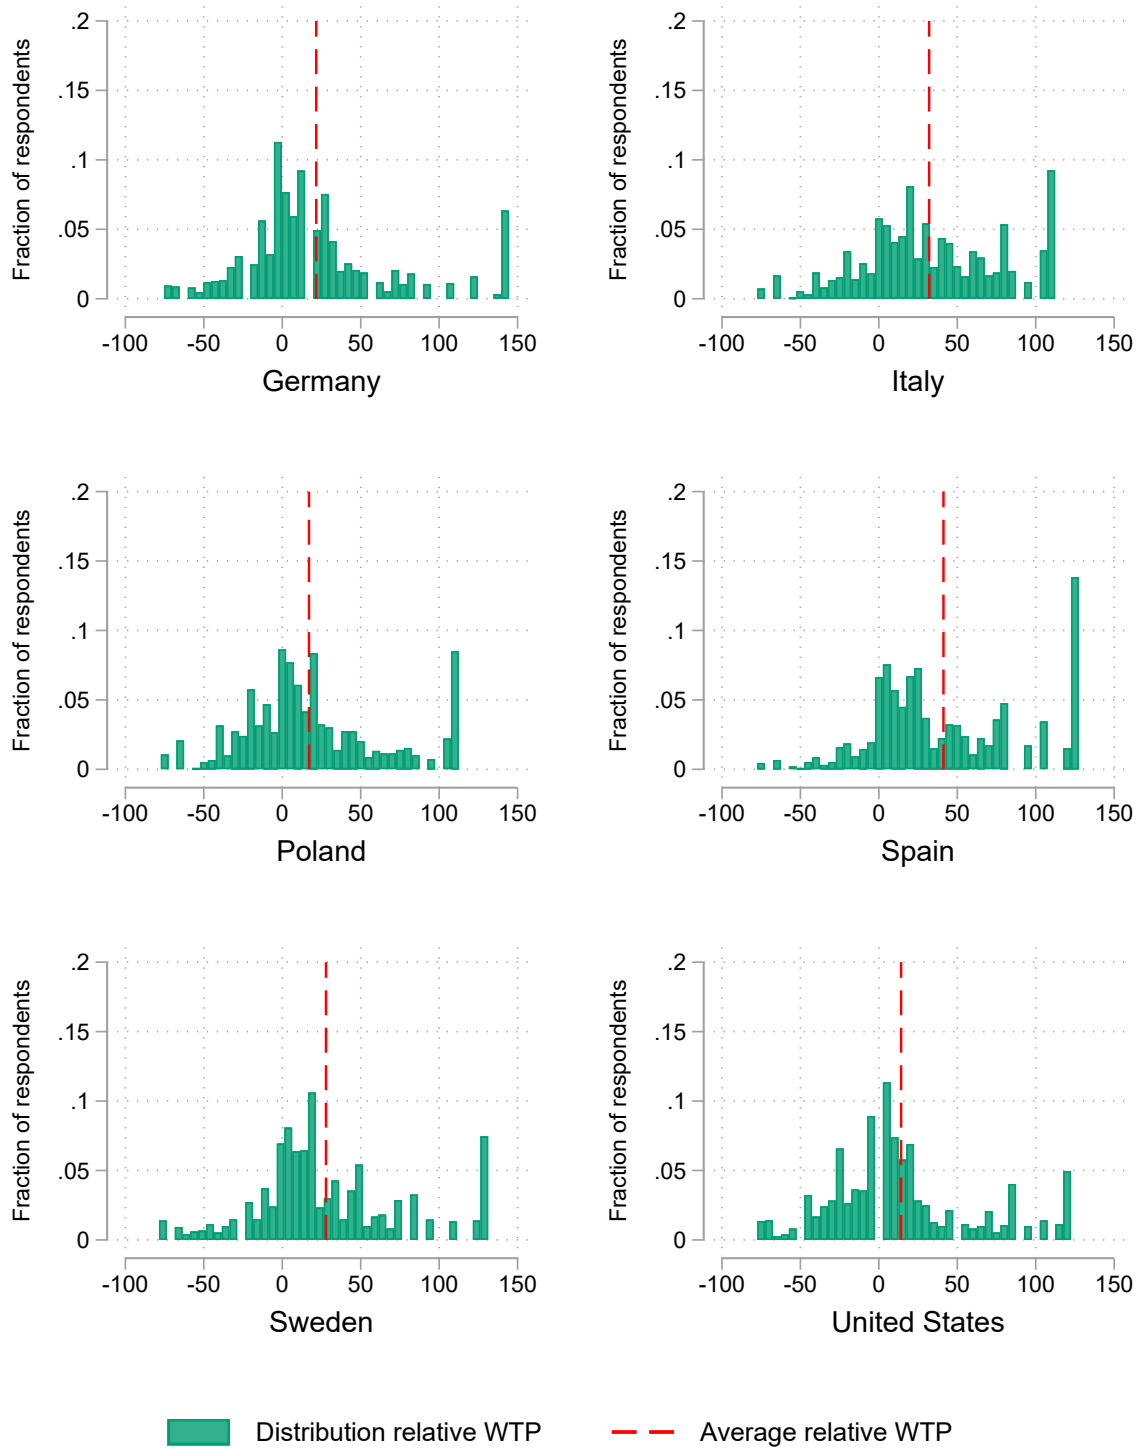 Fraction of respondents
.2
.15
.1
.05
0
-100 -50 0 50 100 150
Germany
Fraction of respondents
.2
.15
.1
.05
0
-100 -50 0 50 100 150
Italy
Fraction of respondents
.2
.15
.1
.05
0
-100 -50 0 50 100 150
Poland
Fraction of respondents
.2
.15
.1
.05
0
-100 -50 0 50 100 150
Spain
Fraction of respondents
.2
.15
.1
.05
0
-100 -50 0 50 100 150
Sweden
Fraction of respondents
.2
.15
.1
.05
0
-100 -50 0 50 100 150
United States
Distribution relative WTP
Average relative WTP